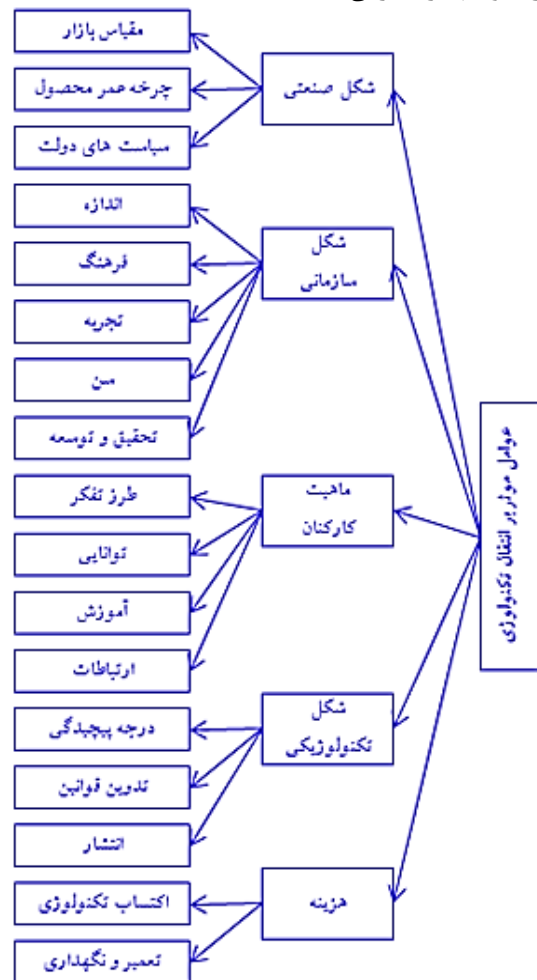 عوامل موثر بر انتقال تکنولوژی
شکل صنعتی
مقیاس بازار
چرخه عمر محصول
سیاست های دولت
شکل
سازمانی
اندازه
فرهنگ
تجربه
سن
تحقیق و توسعه
ماهیت
کارکنان
طرز تفکر
توانایی
آموزش
ارتباطات
شکل
تکنولوژیکی
درجه پیچیدگی
تدوین قوانین
انتشار
هزینه
اکتساب تکنولوژی
تعمیر و نگهداری